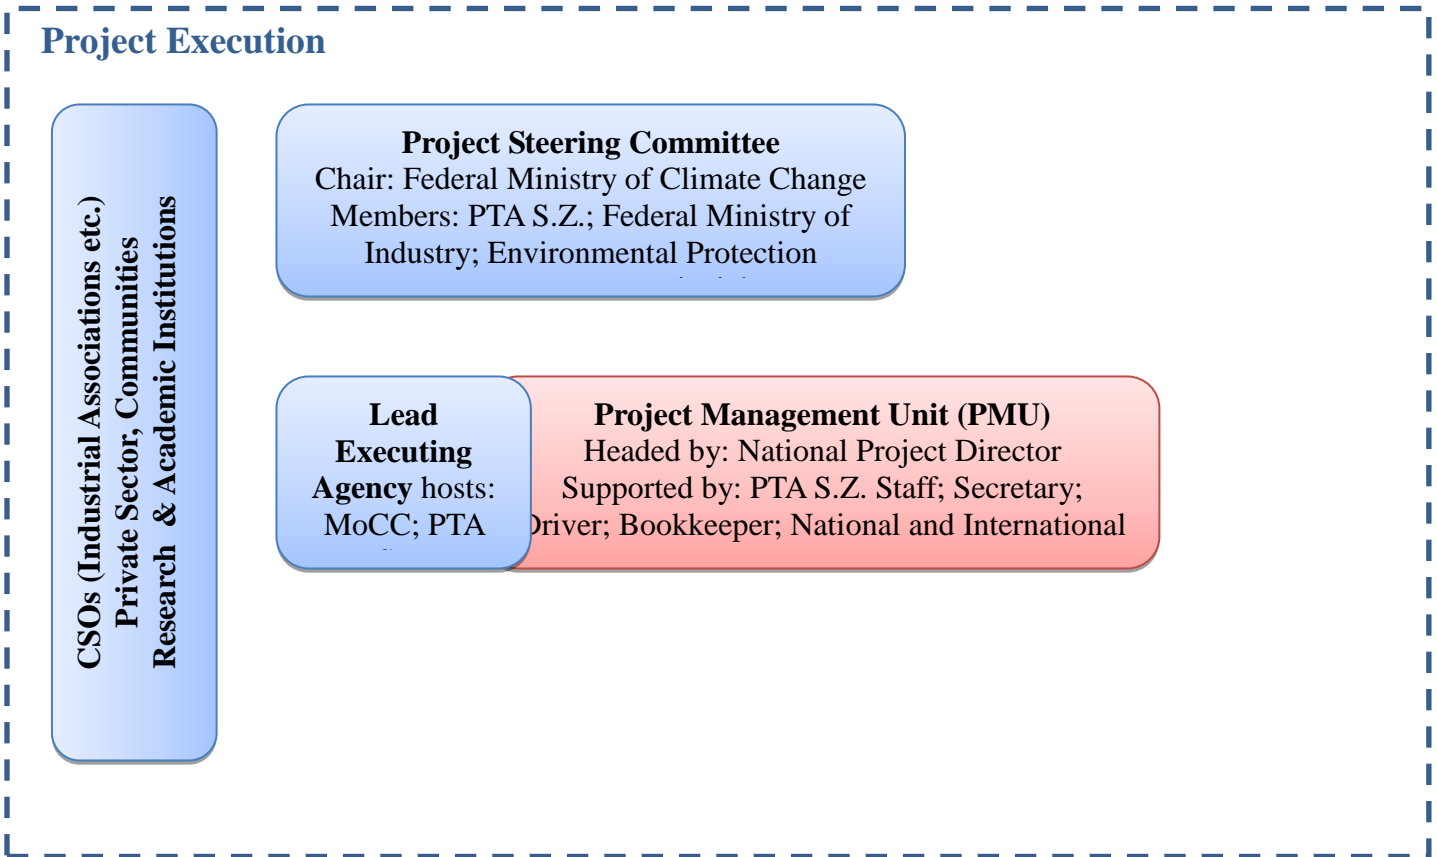 Project Execution
CSOs (Industrial Associations etc.)
Private Sector, Communities
Research & Academic Institutions
Project Steering Committee
Chair: Federal Ministry of Climate Change
Members: PTA S.Z.; Federal Ministry of
Industry; Environmental Protection
Lead
Executing
Agency hosts:
MoCC; PTA
Project Management Unit (PMU)
Headed by: National Project Director
Supported by: PTA S.Z. Staff; Secretary;
Driver; Bookkeeper; National and International